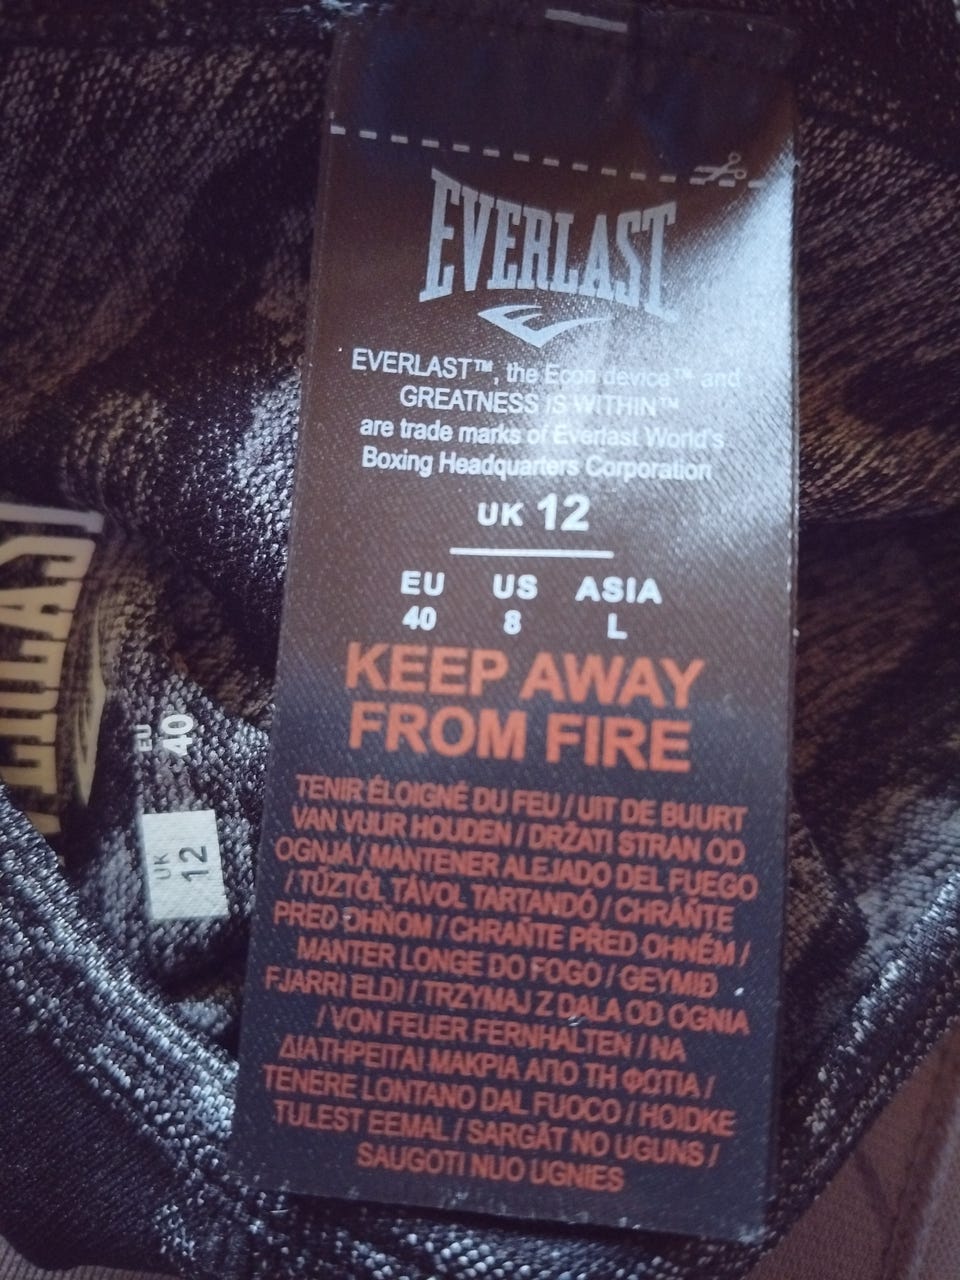 EVERLAST
EVERLAST™, the Econ device™ and
GREATNESS IS WITHIN™
are trade marks of Everlast World's
Boxing Headquarters Corporation
UK 12
EU US ASIA
40 8 L
KEEP AWAY
FROM FIRE
TENIR ÉLOIGNÉ DU FEU / UIT DE BUURT
VAN VUUR HOUDEN / DRŽATI STRAN OD
OGNJA / MANTENER ALEJADO DEL FUEGO
/ TŰZTŐL TÁVOL TARTANDÓ / CHRÁŇTE
PRED OHŇOM / CHRAŇTE PŘED OHNĚM /
MANTER LONGE DO FOGO / GEYMIÐ
FJARRI ELDI / TRZYMAJ Z DALA OD OGNIA
/ VON FEUER FERNHALTEN / NA
ΔΙΑΤΗΡΕΙΤΑΙ ΜΑΚΡΙΑ ΑΠΟ ΤΗ ΦΩΤΙΑ /
TENERE LONTANO DAL FUOCO / HOIDKE
TULEST EEMAL / SARGĀT NO UGUNS /
SAUGOTI NUO UGNIES
EU 40
UK 12